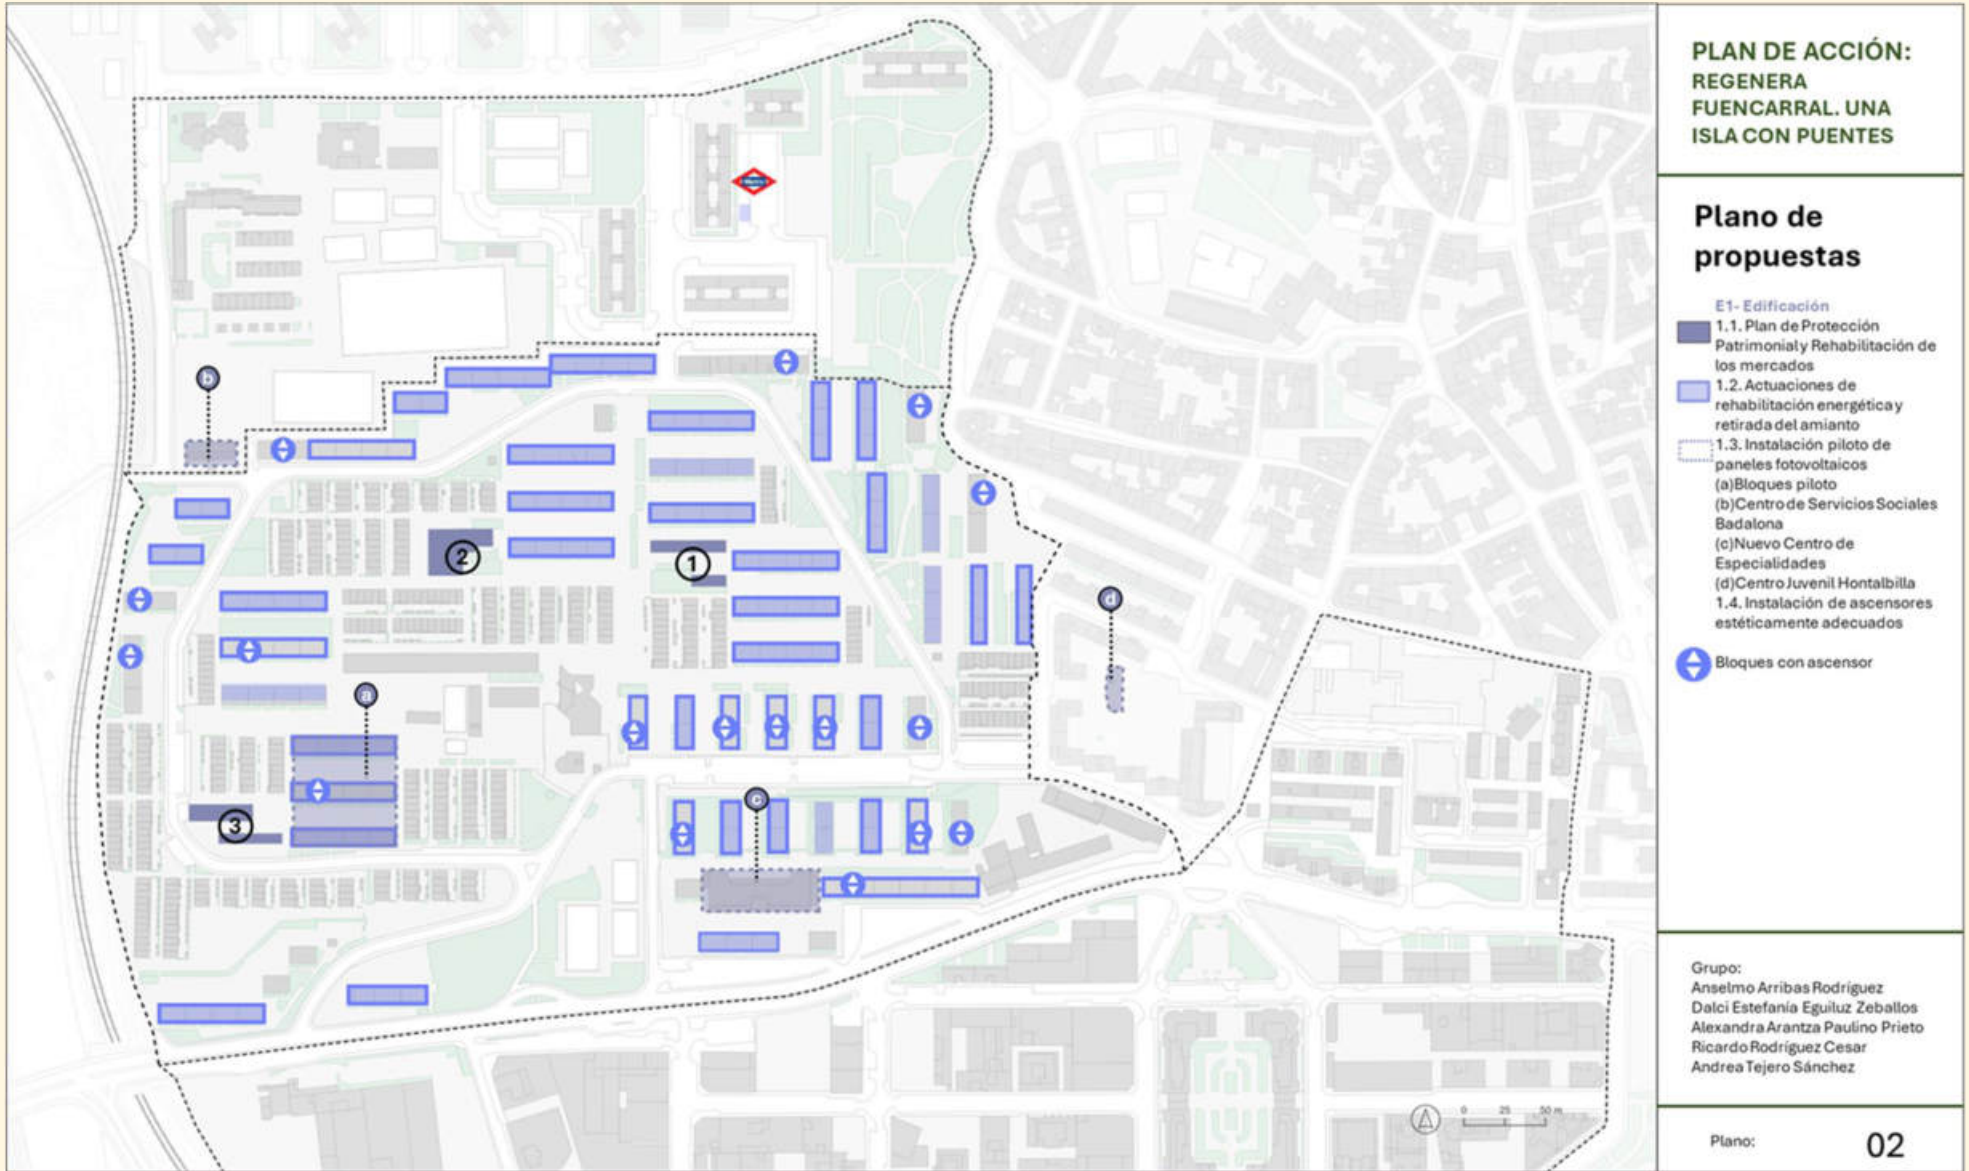 PLAN DE ACCIÓN:
REGENERA
FUENCARRAL. UNA
ISLA CON PUENTES
Plano de
propuestas
E1- Edificación
1.1. Plan de Protección
Patrimonial y Rehabilitación de
los mercados
1.2. Actuaciones de
rehabilitación energética y
retirada del amianto
1.3. Instalación piloto de
paneles fotovoltaicos
(a)Bloques piloto
(b)Centro de Servicios Sociales
Badalona
(c)Nuevo Centro de
Especialidades
(d)Centro Juvenil Hontalbilla
1.4. Instalación de ascensores
estéticamente adecuados
Bloques con ascensor
Grupo:
Anselmo Arribas Rodríguez
Dalci Estefanía Eguiluz Zeballos
Alexandra Arantza Paulino Prieto
Ricardo Rodríguez Cesar
Andrea Tejero Sánchez
Plano:
02
b
2
1
d
a
3
c
0 25 50 m